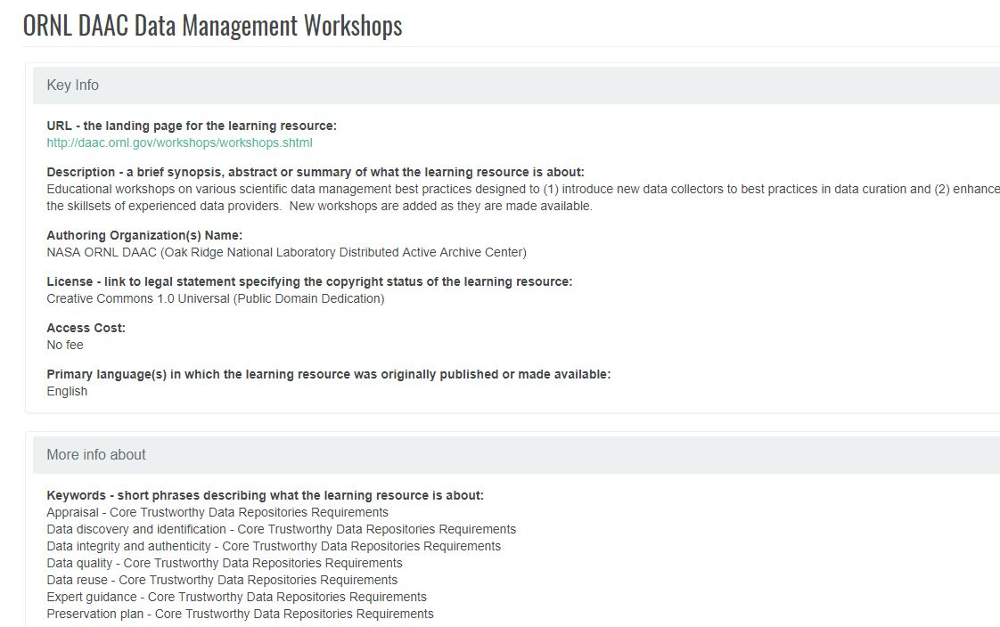 ORNL DAAC Data Management Workshops
Key Info
URL - the landing page for the learning resource:
http://daac.ornl.gov/workshops/workshops.shtml
Description - a brief synopsis, abstract or summary of what the learning resource is about:
Educational workshops on various scientific data management best practices designed to (1) introduce new data collectors to best practices in data curation and (2) enhance
the skillsets of experienced data providers.  New workshops are added as they are made available.
Authoring Organization(s) Name:
NASA ORNL DAAC (Oak Ridge National Laboratory Distributed Active Archive Center)
License - link to legal statement specifying the copyright status of the learning resource:
Creative Commons 1.0 Universal (Public Domain Dedication)
Access Cost:
No fee
Primary language(s) in which the learning resource was originally published or made available:
English
More info about
Keywords - short phrases describing what the learning resource is about:
Appraisal - Core Trustworthy Data Repositories Requirements
Data discovery and identification - Core Trustworthy Data Repositories Requirements
Data integrity and authenticity - Core Trustworthy Data Repositories Requirements
Data quality - Core Trustworthy Data Repositories Requirements
Data reuse - Core Trustworthy Data Repositories Requirements
Expert guidance - Core Trustworthy Data Repositories Requirements
Preservation plan - Core Trustworthy Data Repositories Requirements